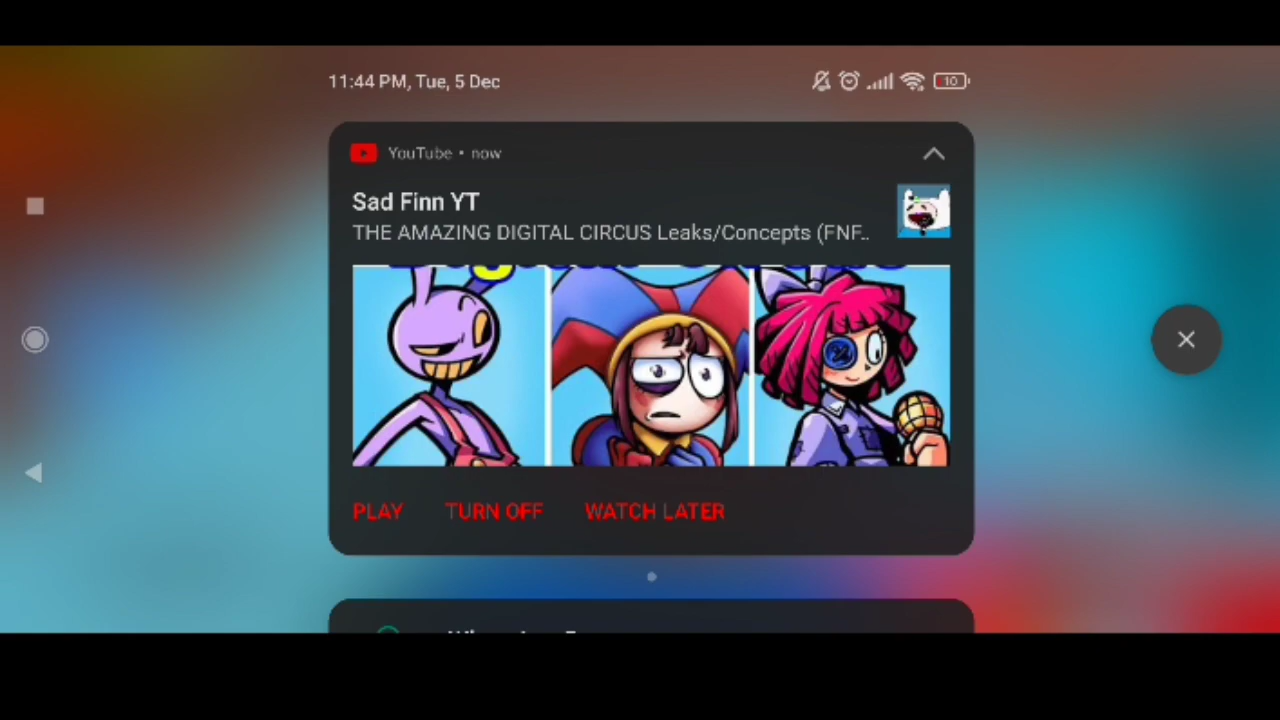 11:44 PM, Tue, 5 Dec
10
YouTube • now
Sad Finn YT
THE AMAZING DIGITAL CIRCUS Leaks/Concepts (FNF..
PLAY TURN OFF WATCH LATER